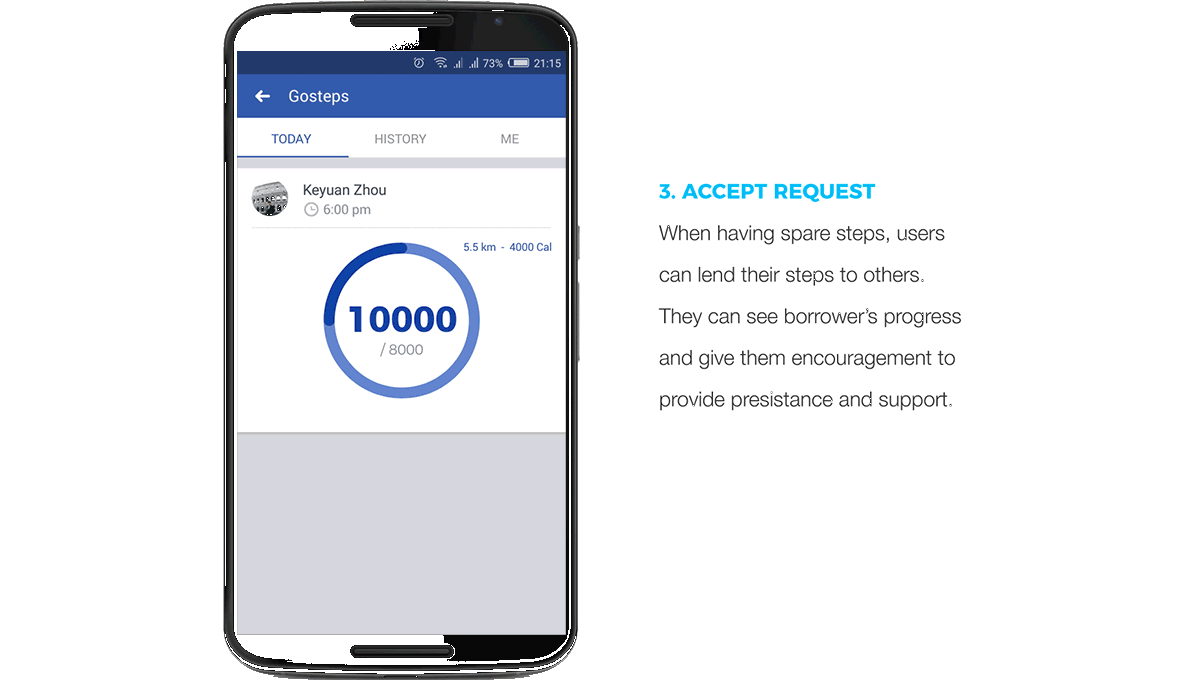 73% 21:15
Gosteps
TODAY HISTORY ME
Keyuan Zhou
6:00 pm
5.5 km - 4000 Cal
10000
/ 8000
3. ACCEPT REQUEST
When having spare steps, users
can lend their steps to others.
They can see borrower's progress
and give them encouragement to
provide presistance and support.